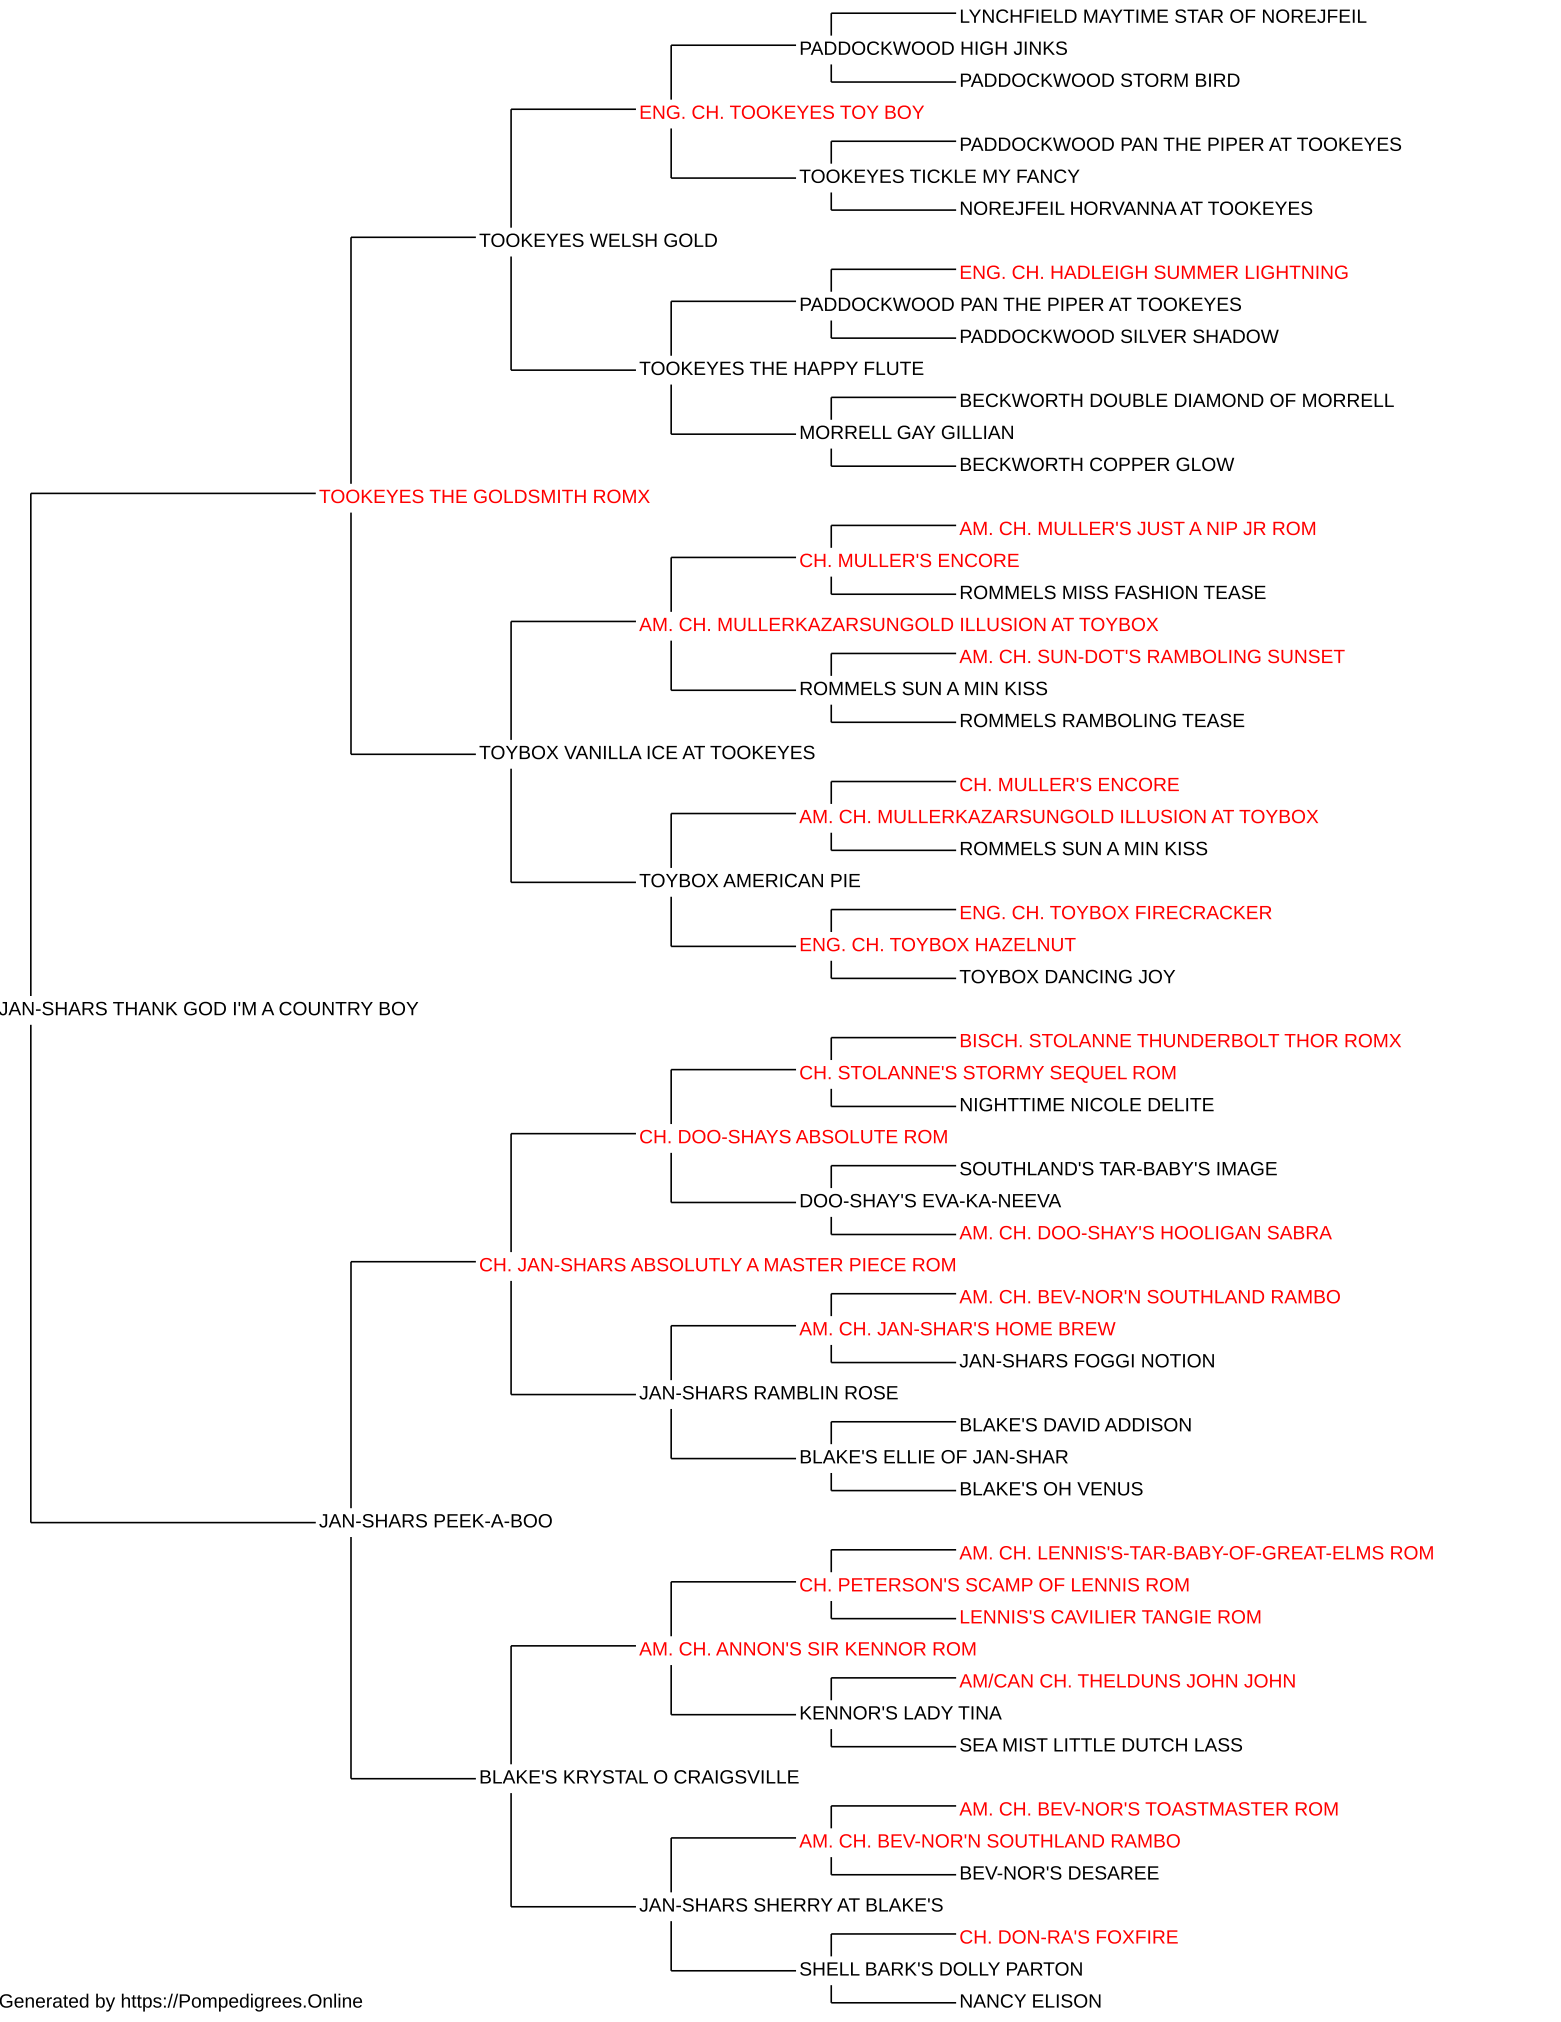 LYNCHFIELD MAYTIME STAR OF NOREJFEIL
PADDOCKWOOD HIGH JINKS
PADDOCKWOOD STORM BIRD
ENG. CH. TOOKEYES TOY BOY
PADDOCKWOOD PAN THE PIPER AT TOOKEYES
TOOKEYES TICKLE MY FANCY
NOREJFEIL HORVANNA AT TOOKEYES
TOOKEYES WELSH GOLD
ENG. CH. HADLEIGH SUMMER LIGHTNING
PADDOCKWOOD PAN THE PIPER AT TOOKEYES
PADDOCKWOOD SILVER SHADOW
TOOKEYES THE HAPPY FLUTE
BECKWORTH DOUBLE DIAMOND OF MORRELL
MORRELL GAY GILLIAN
BECKWORTH COPPER GLOW
TOOKEYES THE GOLDSMITH ROMX
AM. CH. MULLER'S JUST A NIP JR ROM
CH. MULLER'S ENCORE
ROMMELS MISS FASHION TEASE
AM. CH. MULLERKAZARSUNGOLD ILLUSION AT TOYBOX
AM. CH. SUN-DOT'S RAMBOLING SUNSET
ROMMELS SUN A MIN KISS
ROMMELS RAMBOLING TEASE
TOYBOX VANILLA ICE AT TOOKEYES
CH. MULLER'S ENCORE
AM. CH. MULLERKAZARSUNGOLD ILLUSION AT TOYBOX
ROMMELS SUN A MIN KISS
TOYBOX AMERICAN PIE
ENG. CH. TOYBOX FIRECRACKER
ENG. CH. TOYBOX HAZELNUT
TOYBOX DANCING JOY
JAN-SHARS THANK GOD I'M A COUNTRY BOY
BISCH. STOLANNE THUNDERBOLT THOR ROMX
CH. STOLANNE'S STORMY SEQUEL ROM
NIGHTTIME NICOLE DELITE
CH. DOO-SHAYS ABSOLUTE ROM
SOUTHLAND'S TAR-BABY'S IMAGE
DOO-SHAY'S EVA-KA-NEEVA
AM. CH. DOO-SHAY'S HOOLIGAN SABRA
CH. JAN-SHARS ABSOLUTLY A MASTER PIECE ROM
AM. CH. BEV-NOR'N SOUTHLAND RAMBO
AM. CH. JAN-SHAR'S HOME BREW
JAN-SHARS FOGGI NOTION
JAN-SHARS RAMBLIN ROSE
BLAKE'S DAVID ADDISON
BLAKE'S ELLIE OF JAN-SHAR
BLAKE'S OH VENUS
JAN-SHARS PEEK-A-BOO
AM. CH. LENNIS'S-TAR-BABY-OF-GREAT-ELMS ROM
CH. PETERSON'S SCAMP OF LENNIS ROM
LENNIS'S CAVILIER TANGIE ROM
AM. CH. ANNON'S SIR KENNOR ROM
AM/CAN CH. THELDUNS JOHN JOHN
KENNOR'S LADY TINA
SEA MIST LITTLE DUTCH LASS
BLAKE'S KRYSTAL O CRAIGSVILLE
AM. CH. BEV-NOR'S TOASTMASTER ROM
AM. CH. BEV-NOR'N SOUTHLAND RAMBO
BEV-NOR'S DESAREE
JAN-SHARS SHERRY AT BLAKE'S
CH. DON-RA'S FOXFIRE
SHELL BARK'S DOLLY PARTON
NANCY ELISON
Generated by https://Pompedigrees.Online